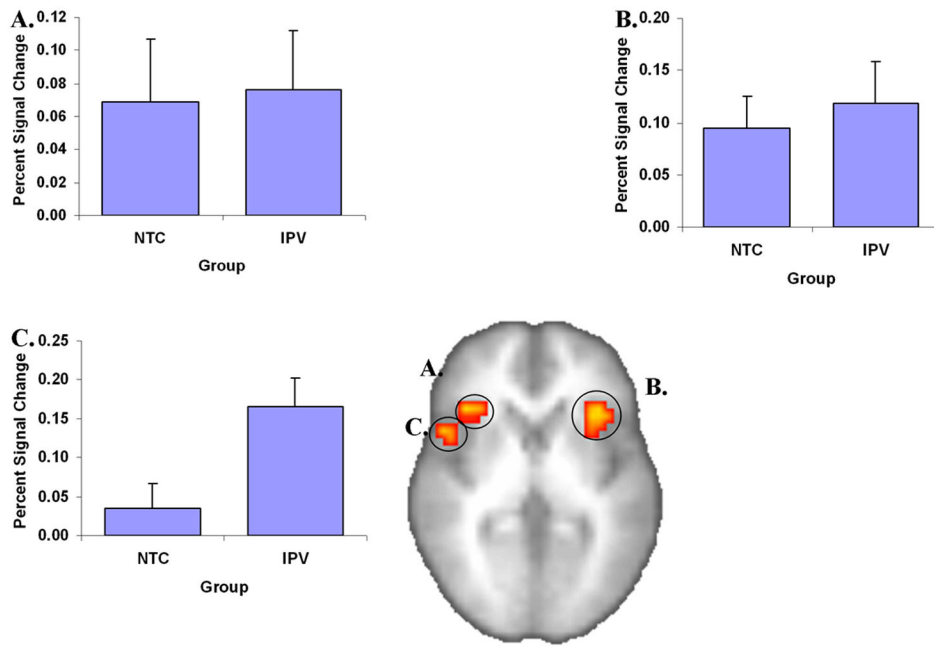 A.
Percent Signal Change
0.12
0.10
0.08
0.06
0.04
0.02
0.00
NTC IPV
Group
B.
Percent Signal Change
0.20
0.15
0.10
0.05
0.00
NTC IPV
Group
C.
Percent Signal Change
0.25
0.20
0.15
0.10
0.05
0.00
NTC IPV
Group
A.
B.
C.